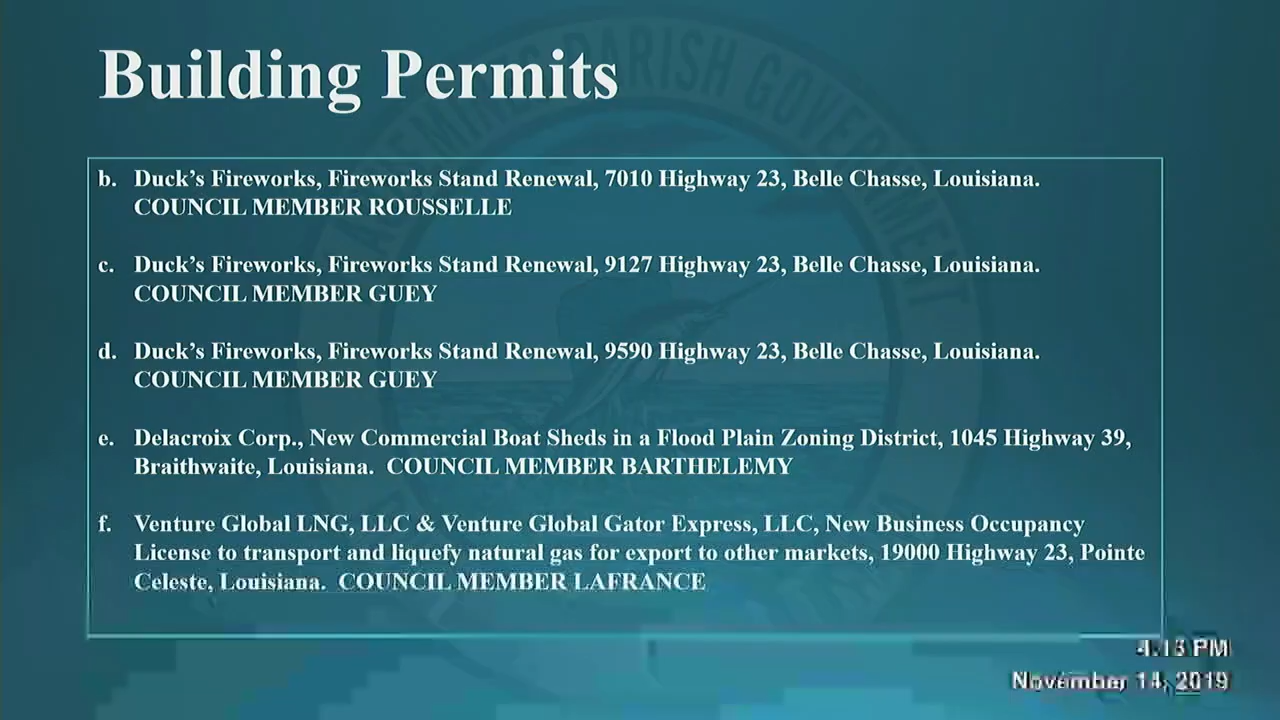 Building Permits
b. Duck's Fireworks, Fireworks Stand Renewal, 7010 Highway 23, Belle Chasse, Louisiana.
COUNCIL MEMBER ROUSSELLE
c. Duck's Fireworks, Fireworks Stand Renewal, 9127 Highway 23, Belle Chasse, Louisiana.
COUNCIL MEMBER GUEY
d. Duck's Fireworks, Fireworks Stand Renewal, 9590 Highway 23, Belle Chasse, Louisiana.
COUNCIL MEMBER GUEY
e. Delacroix Corp., New Commercial Boat Sheds in a Flood Plain Zoning District, 1045 Highway 39,
Braithwaite, Louisiana. COUNCIL MEMBER BARTHELEMY
f. Venture Global LNG, LLC & Venture Global Gator Express, LLC, New Business Occupancy
License to transport and liquefy natural gas for export to other markets, 19000 Highway 23, Pointe
Celeste, Louisiana. COUNCIL MEMBER LAFRANCE
PARISH GOVERNMENT
4:13 PM
November 14, 2019